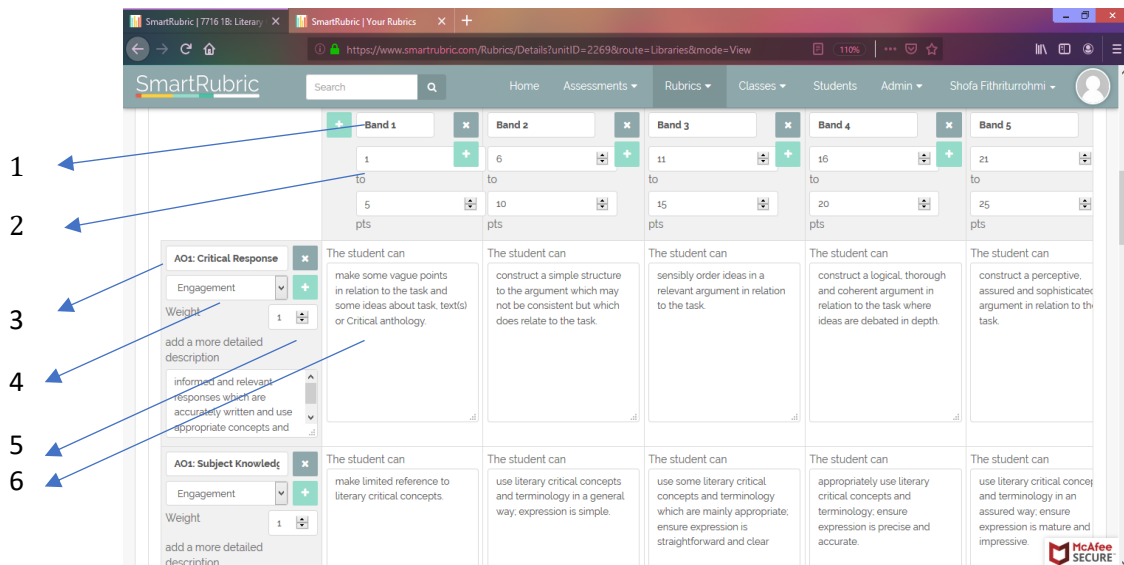 SmartRubric | 7716 1B: Literary
SmartRubric | Your Rubrics
https://www.smartrubric.com/Rubrics/Details?unitID=2269&route=Libraries&mode=View
110%
SmartRubric
Search
Home Assessments Rubrics Classes Students Admin Shofa Fithriturrohmi
Band 1 Band 2 Band 3 Band 4 Band 5
1 6 11 16 21
to to to to to
5 10 15 20 25
pts pts pts pts pts
1
2
3
4
5
6
AO1: Critical Response
Engagement
Weight 1
add a more detailed
description
informed and relevant
responses which are
accurately written and use
appropriate concepts and
The student can
make some vague points
in relation to the task and
some ideas about task, text(s)
or Critical anthology.
The student can
construct a simple structure
to the argument which may
not be consistent but which
does relate to the task.
The student can
sensibly order ideas in a
relevant argument in relation
to the task.
The student can
construct a logical, thorough
and coherent argument in
relation to the task where
ideas are debated in depth.
The student can
construct a perceptive,
assured and sophisticated
argument in relation to the
task.
AO1: Subject Knowledg
Engagement
Weight 1
add a more detailed
description
The student can
make limited reference to
literary critical concepts.
The student can
use literary critical concepts
and terminology in a general
way; expression is simple.
The student can
use some literary critical
concepts and terminology
which are mainly appropriate;
ensure expression is
straightforward and clear
The student can
appropriately use literary
critical concepts and
terminology; ensure
expression is precise and
accurate.
The student can
use literary critical concep
and terminology in an
assured way; ensure
expression is mature and
impressive.
McAfee
SECURE